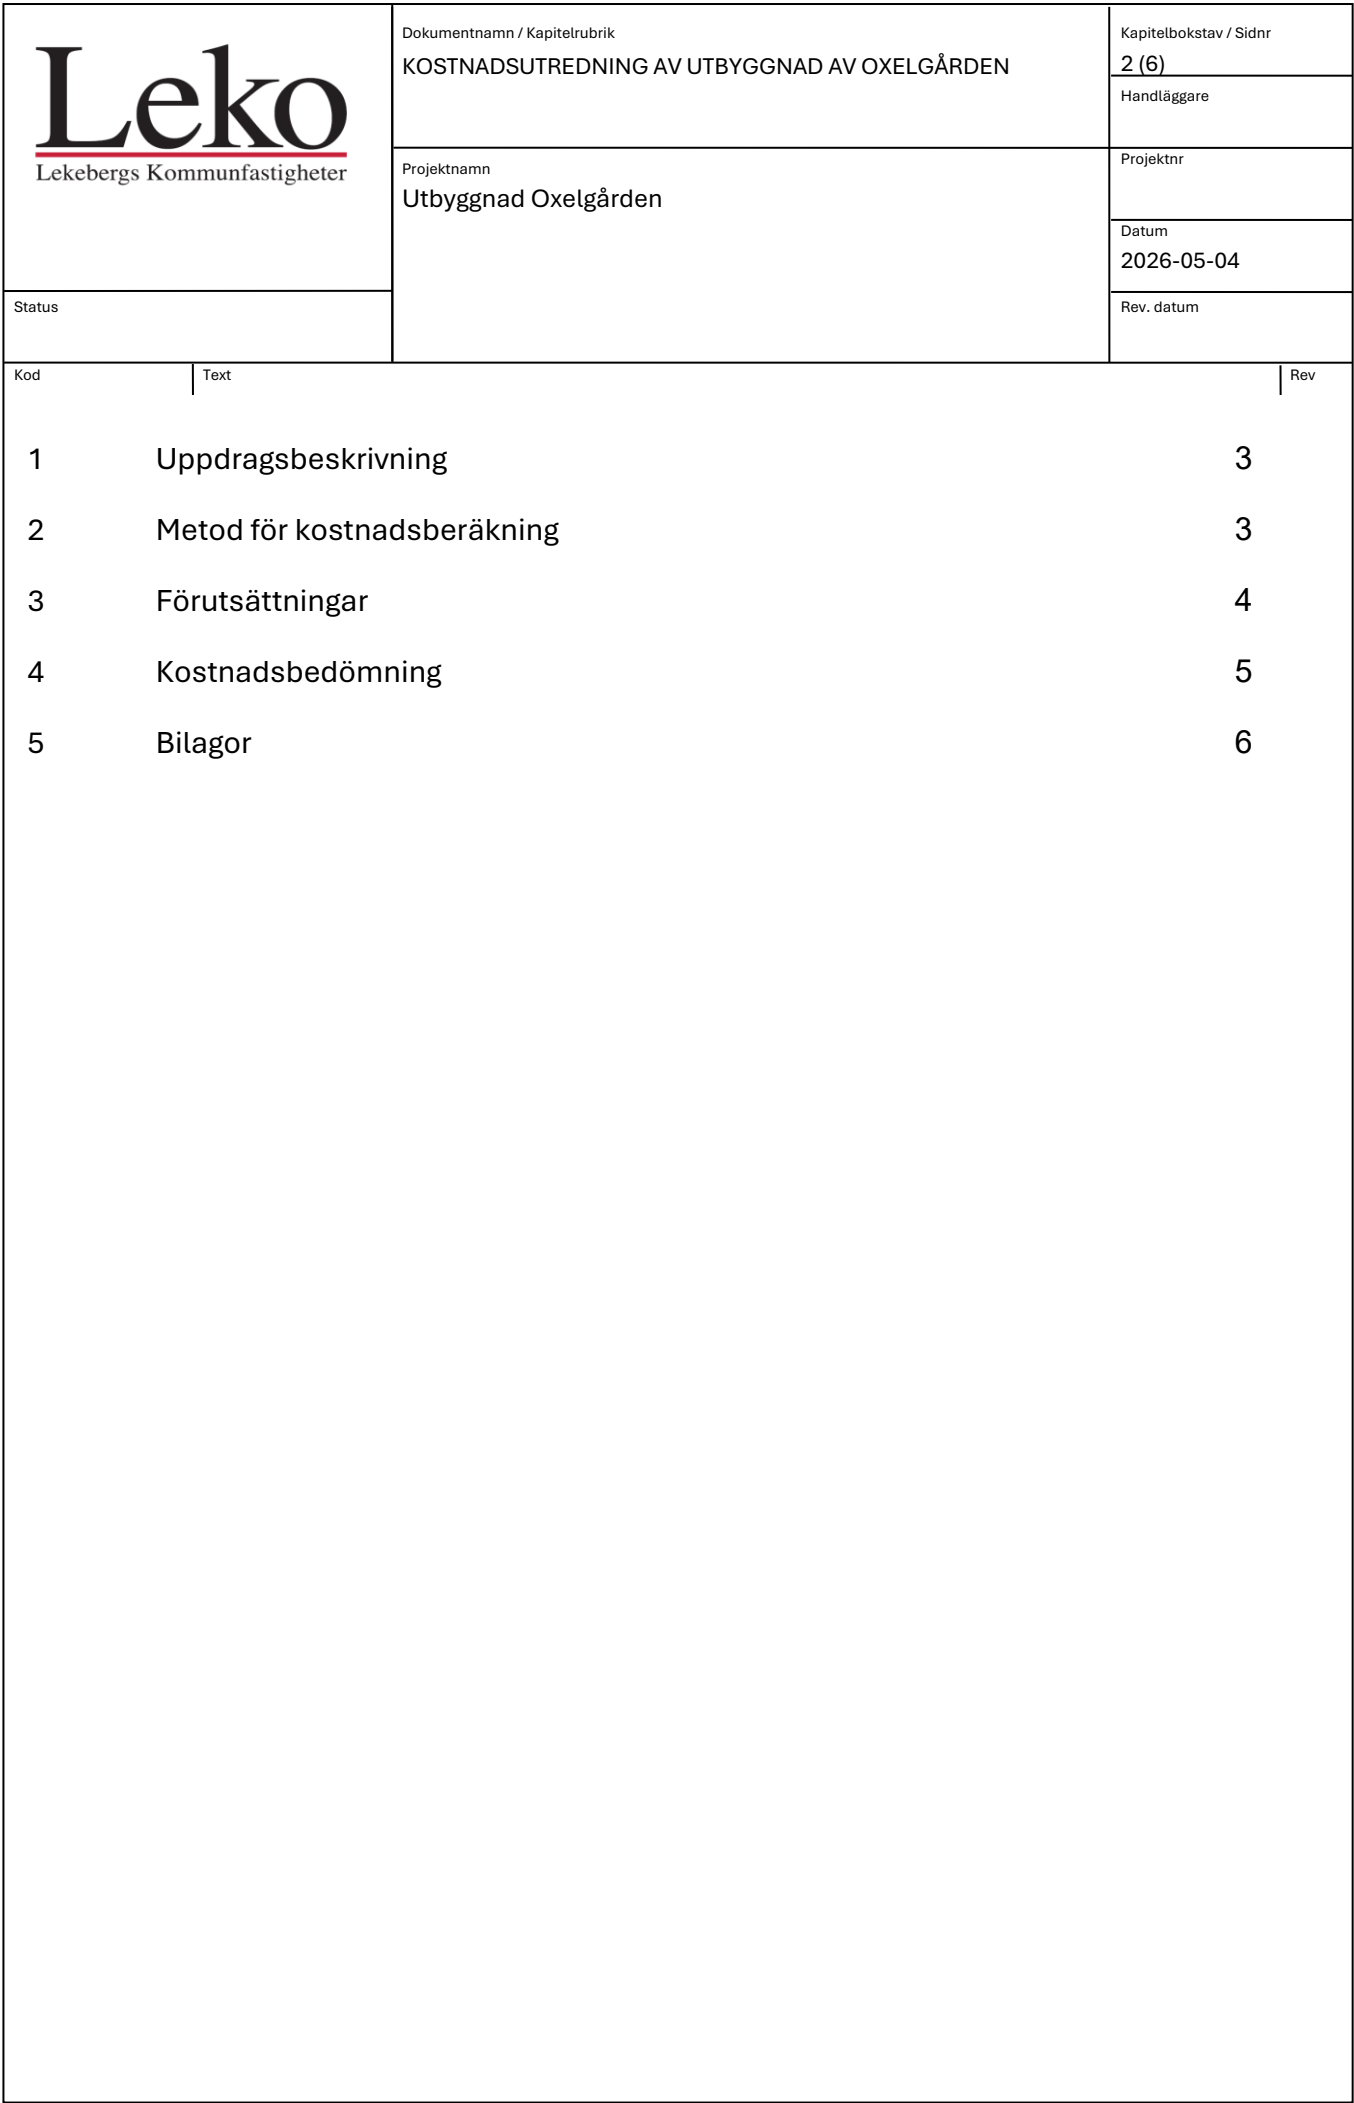 Leko
Lekebergs Kommunfastigheter
Dokumentnamn / Kapitelrubrik
KOSTNADSUTREDNING AV UTBYGGNAD AV OXELGÅRDEN
Kapitelbokstav / Sidnr
2 (6)
Handläggare
Projektnamn
Utbyggnad Oxelgården
Projektnr
Datum
2026-05-04
Status
Rev. datum
Kod Text Rev
1 Uppdragsbeskrivning 3
2 Metod för kostnadsberäkning 3
3 Förutsättningar 4
4 Kostnadsbedömning 5
5 Bilagor 6